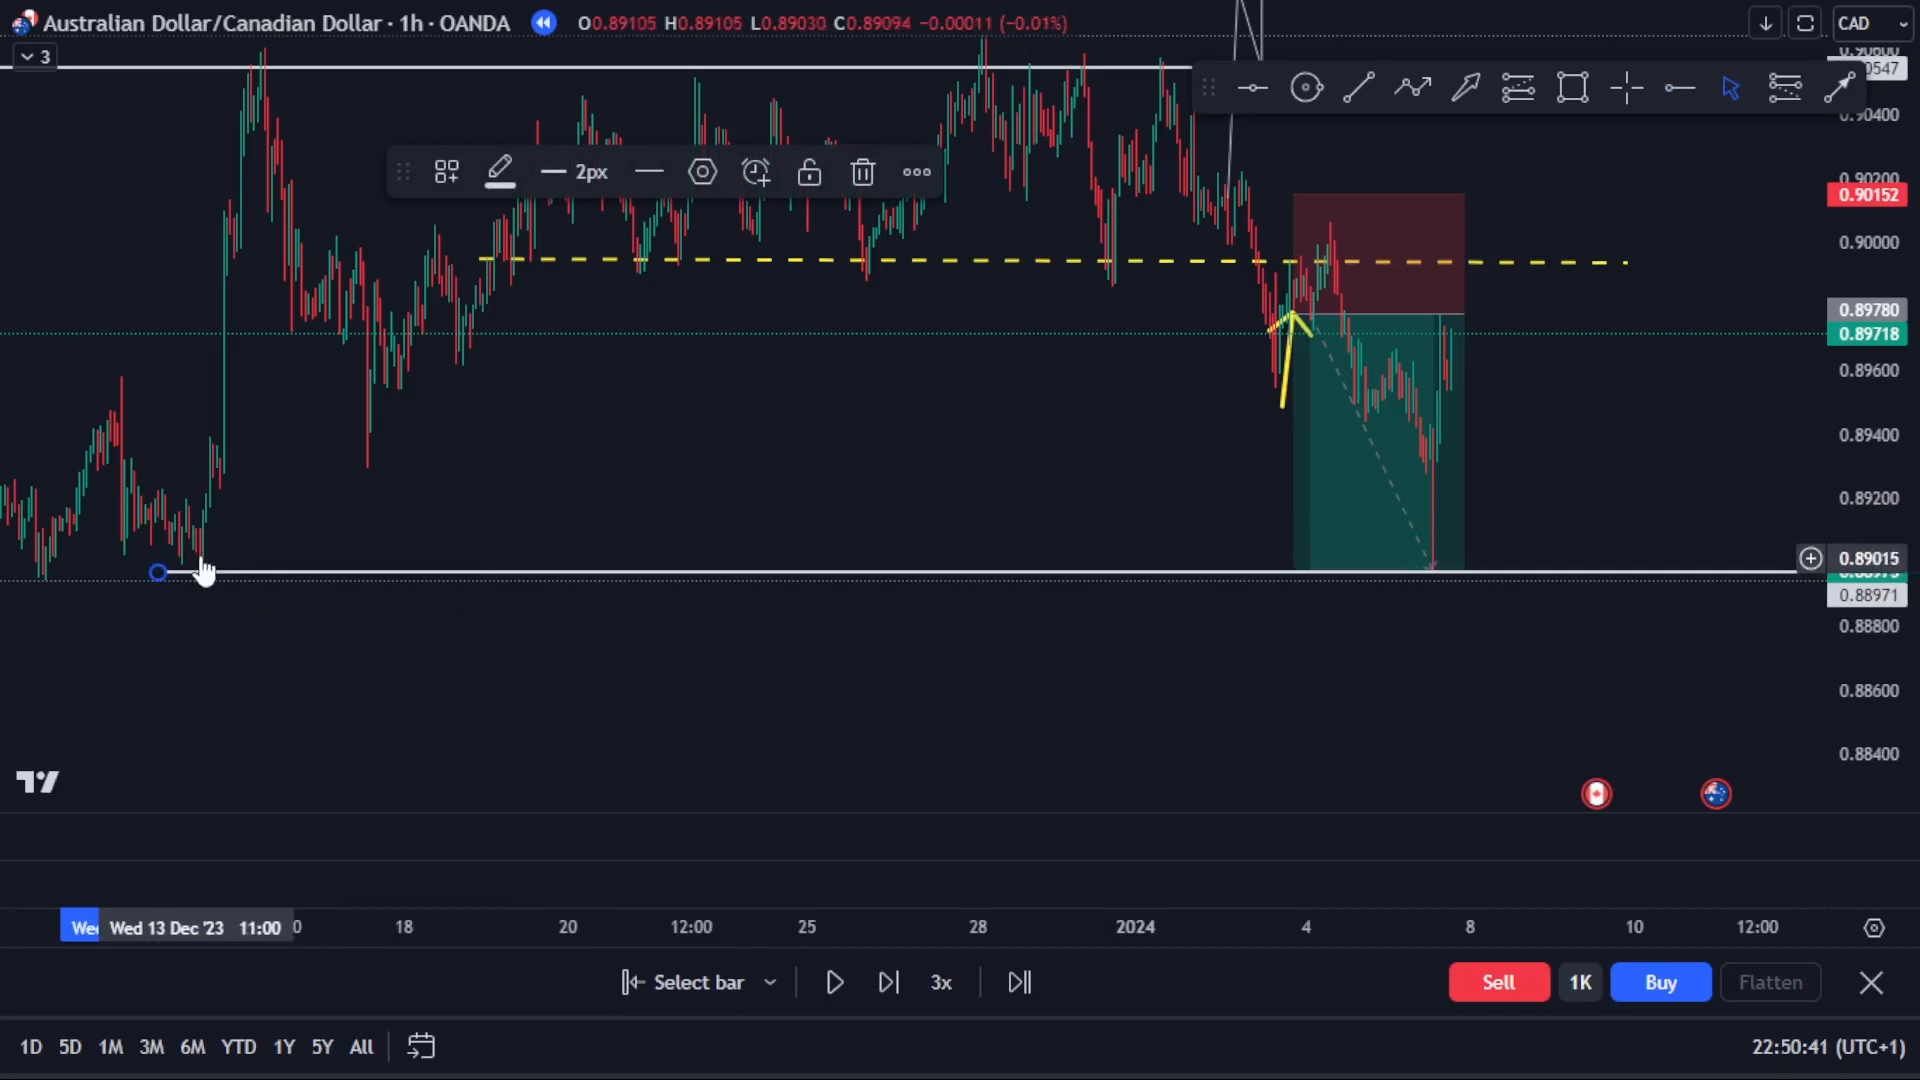 Australian Dollar/Canadian Dollar · 1h · OANDA
O0.89105 H0.89105 L0.89030 C0.89094 −0.00011 (−0.01%)
CAD
3
0547
0.90400
0.90200
0.90152
0.90000
0.89780
0.89718
0.89600
0.89400
0.89200
0.89015
0.88971
0.88800
0.88600
0.88400
2px
Wed 13 Dec '23 11:00
18
20
12:00
25
28
2024
4
8
10
12:00
Select bar
3x
Sell
1K
Buy
Flatten
1D 5D 1M 3M 6M YTD 1Y 5Y All
22:50:41 (UTC+1)